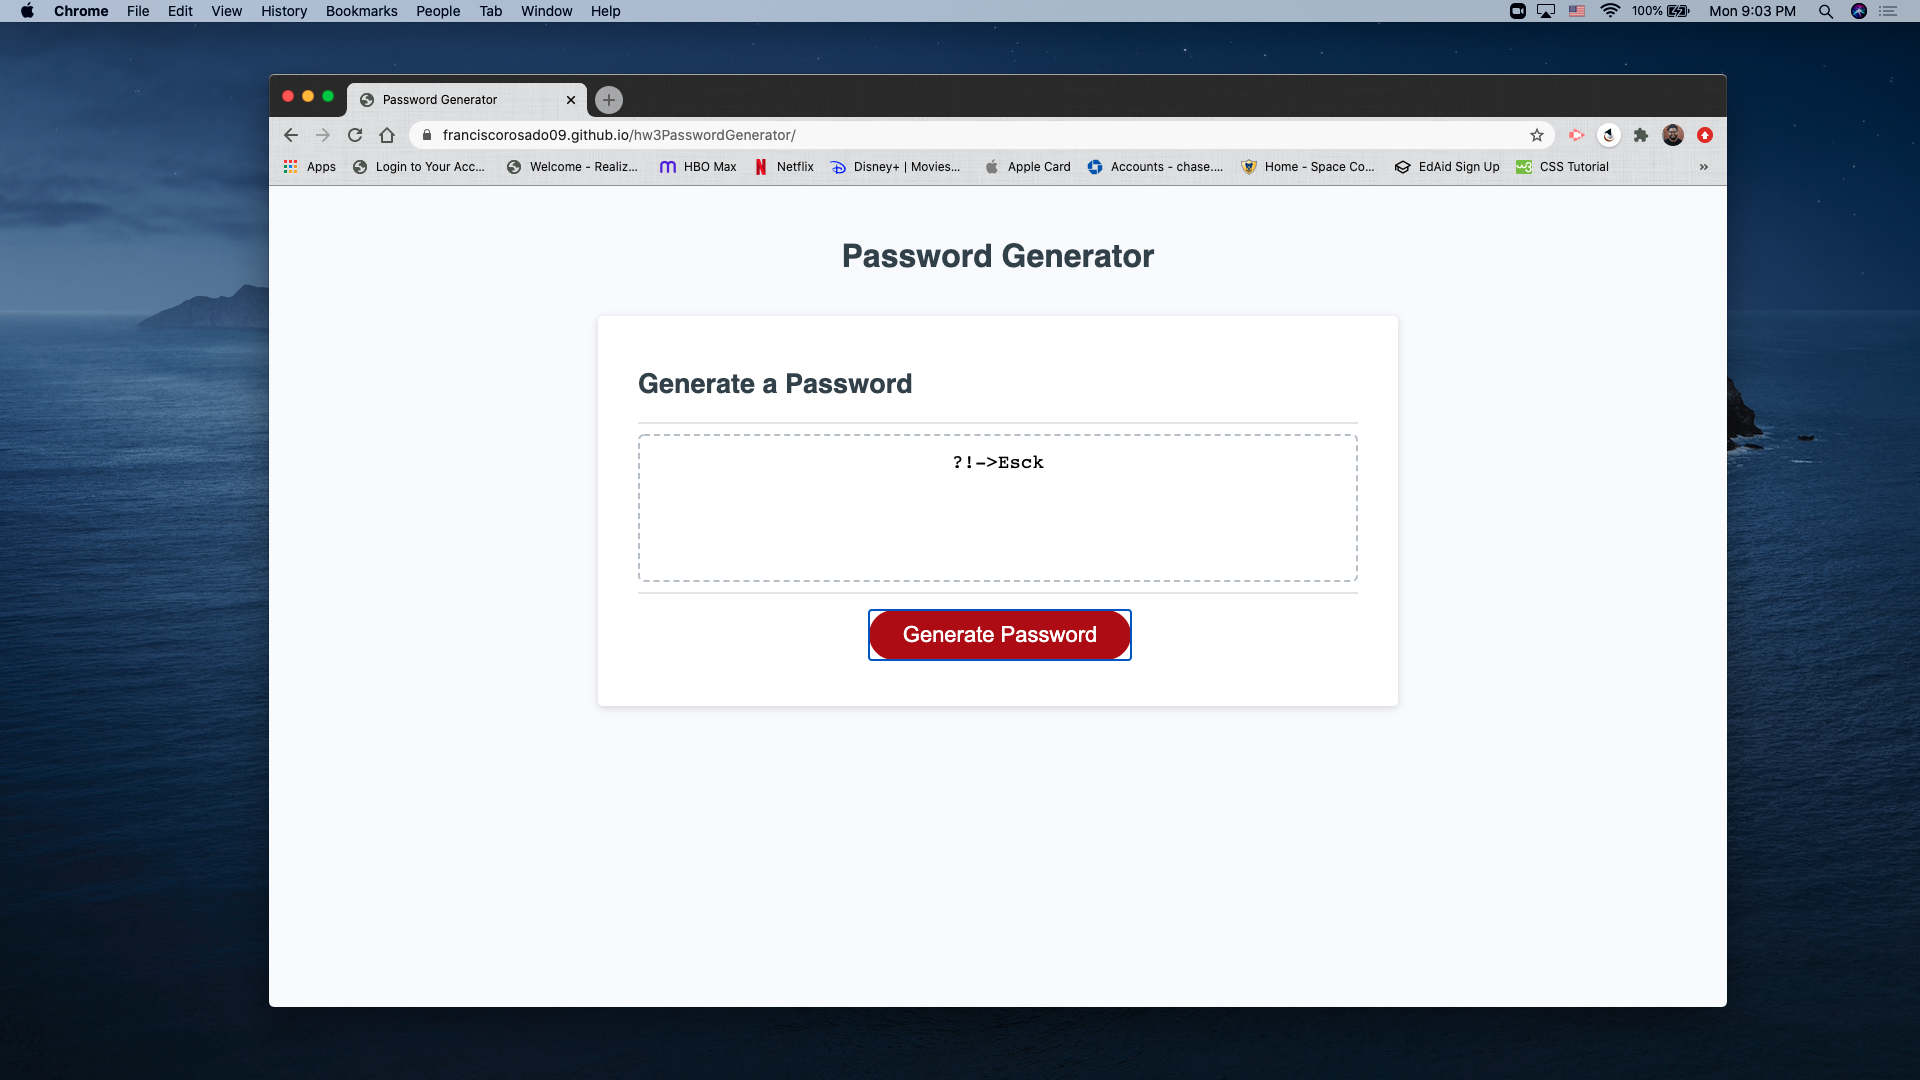 Chrome File Edit View History Bookmarks People Tab Window Help 100% Mon 9:03 PM
Password Generator
franciscorosado09.github.io/hw3PasswordGenerator/
Apps Login to Your Acc... Welcome - Realiz... HBO Max Netflix Disney+ | Movies... Apple Card Accounts - chase.... Home - Space Co... EdAid Sign Up CSS Tutorial »
Password Generator
Generate a Password
?!->Esck
Generate Password